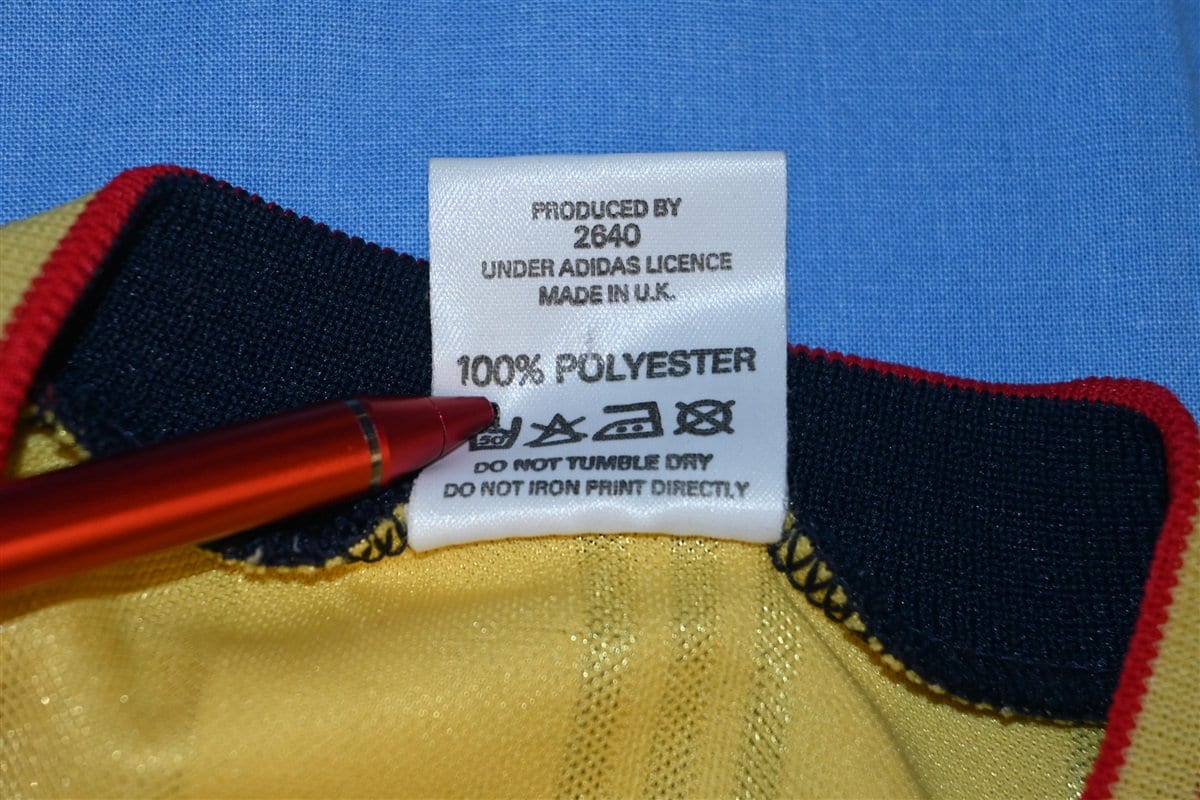 PRODUCED BY
2640
UNDER ADIDAS LICENCE
MADE IN U.K.
100% POLYESTER
50
DO NOT TUMBLE DRY
DO NOT IRON PRINT DIRECTLY